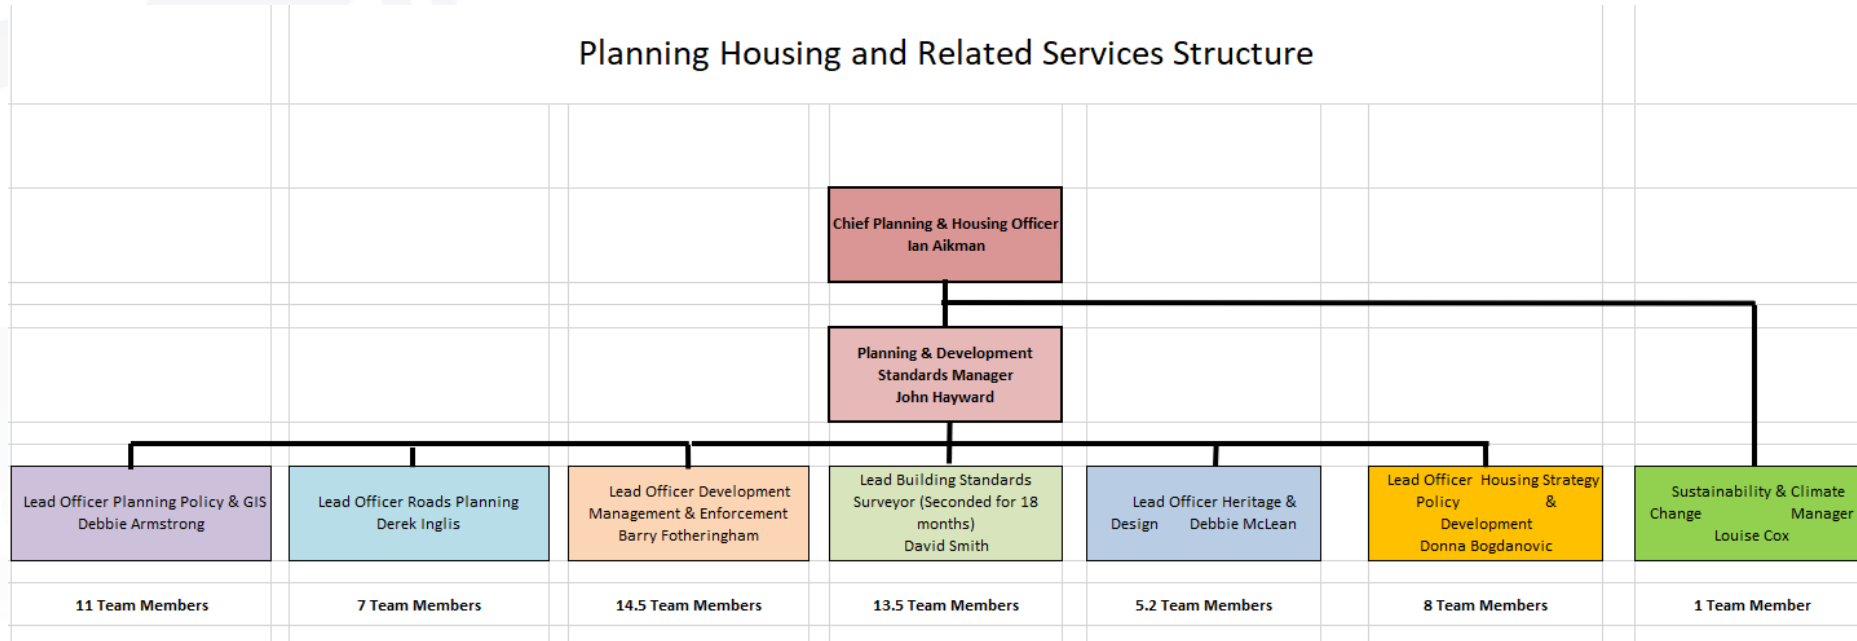 Planning Housing and Related Services Structure
Chief Planning & Housing Officer
Ian Aikman
Planning & Development
Standards Manager
John Hayward
Lead Officer Planning Policy & GIS
Debbie Armstrong
Lead Officer Roads Planning
Derek Inglis
Lead Officer Development
Management & Enforcement
Barry Fotheringham
Lead Building Standards
Surveyor (Seconded for 18
months)
David Smith
Lead Officer Heritage &
Design Debbie McLean
Lead Officer Housing Strategy
Policy &
Development
Donna Bogdanovic
Sustainability & Climate
Change Manager
Louise Cox
11 Team Members
7 Team Members
14.5 Team Members
13.5 Team Members
5.2 Team Members
8 Team Members
1 Team Member